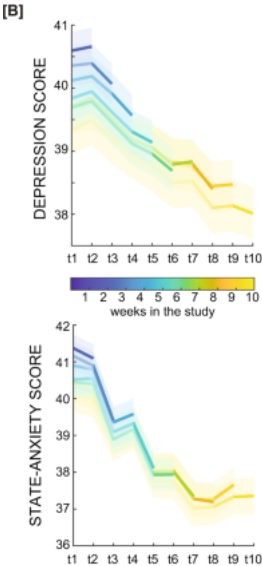 [B]
DEPRESSION SCORE
41
40
39
38
t1 t2 t3 t4 t5 t6 t7 t8 t9 t10
1 2 3 4 5 6 7 8 9 10
weeks in the study
STATE-ANXIETY SCORE
42
41
40
39
38
37
36
t1 t2 t3 t4 t5 t6 t7 t8 t9 t10